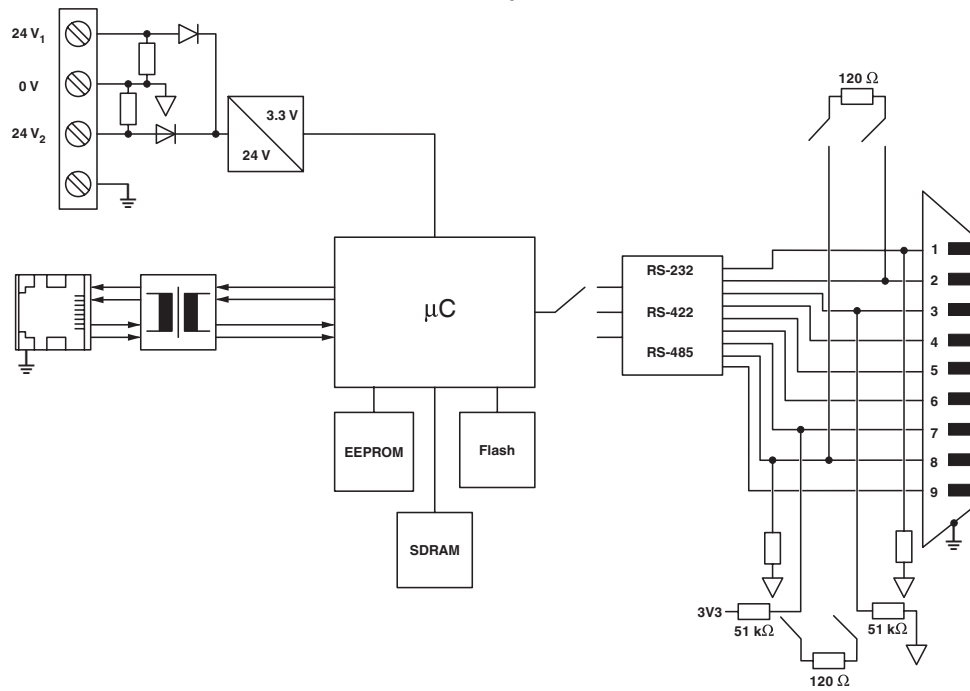 24 V1
0 V
24 V2
3.3 V
24 V
120 Ω
µC
RS-232
RS-422
RS-485
1
2
3
4
5
6
7
8
9
EEPROM
Flash
SDRAM
3V3
51 kΩ
51 kΩ
120 Ω